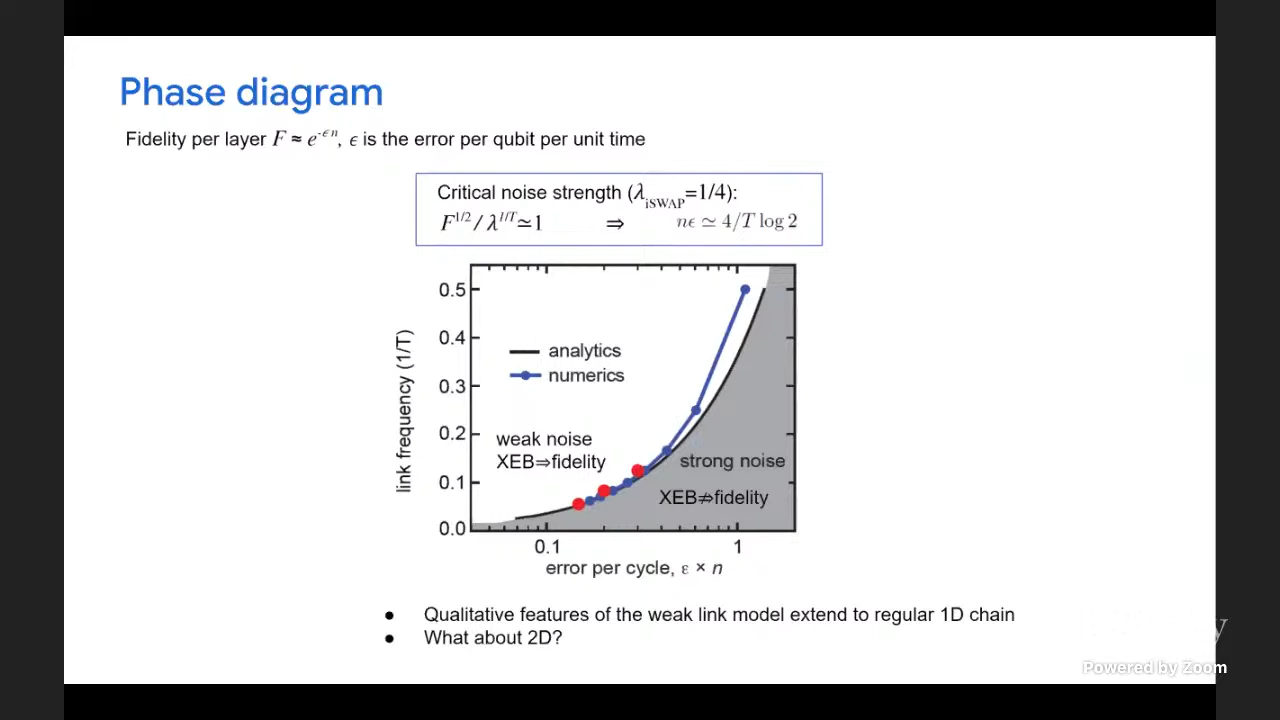 Phase diagram
Fidelity per layer F ≈ e^{-ϵ n}, ϵ is the error per qubit per unit time
Critical noise strength (λ_{iSWAP}=1/4):
F^{1/2} / λ^{1/T} ≃ 1 ⇒ nϵ ≃ 4/T log 2
0.5
0.4
0.3
0.2
0.1
0.0
link frequency (1/T)
analytics
numerics
weak noise
XEB⇒fidelity
strong noise
XEB⇏fidelity
0.1 1
error per cycle, ε × n
● Qualitative features of the weak link model extend to regular 1D chain
● What about 2D?
Powered by Zoom